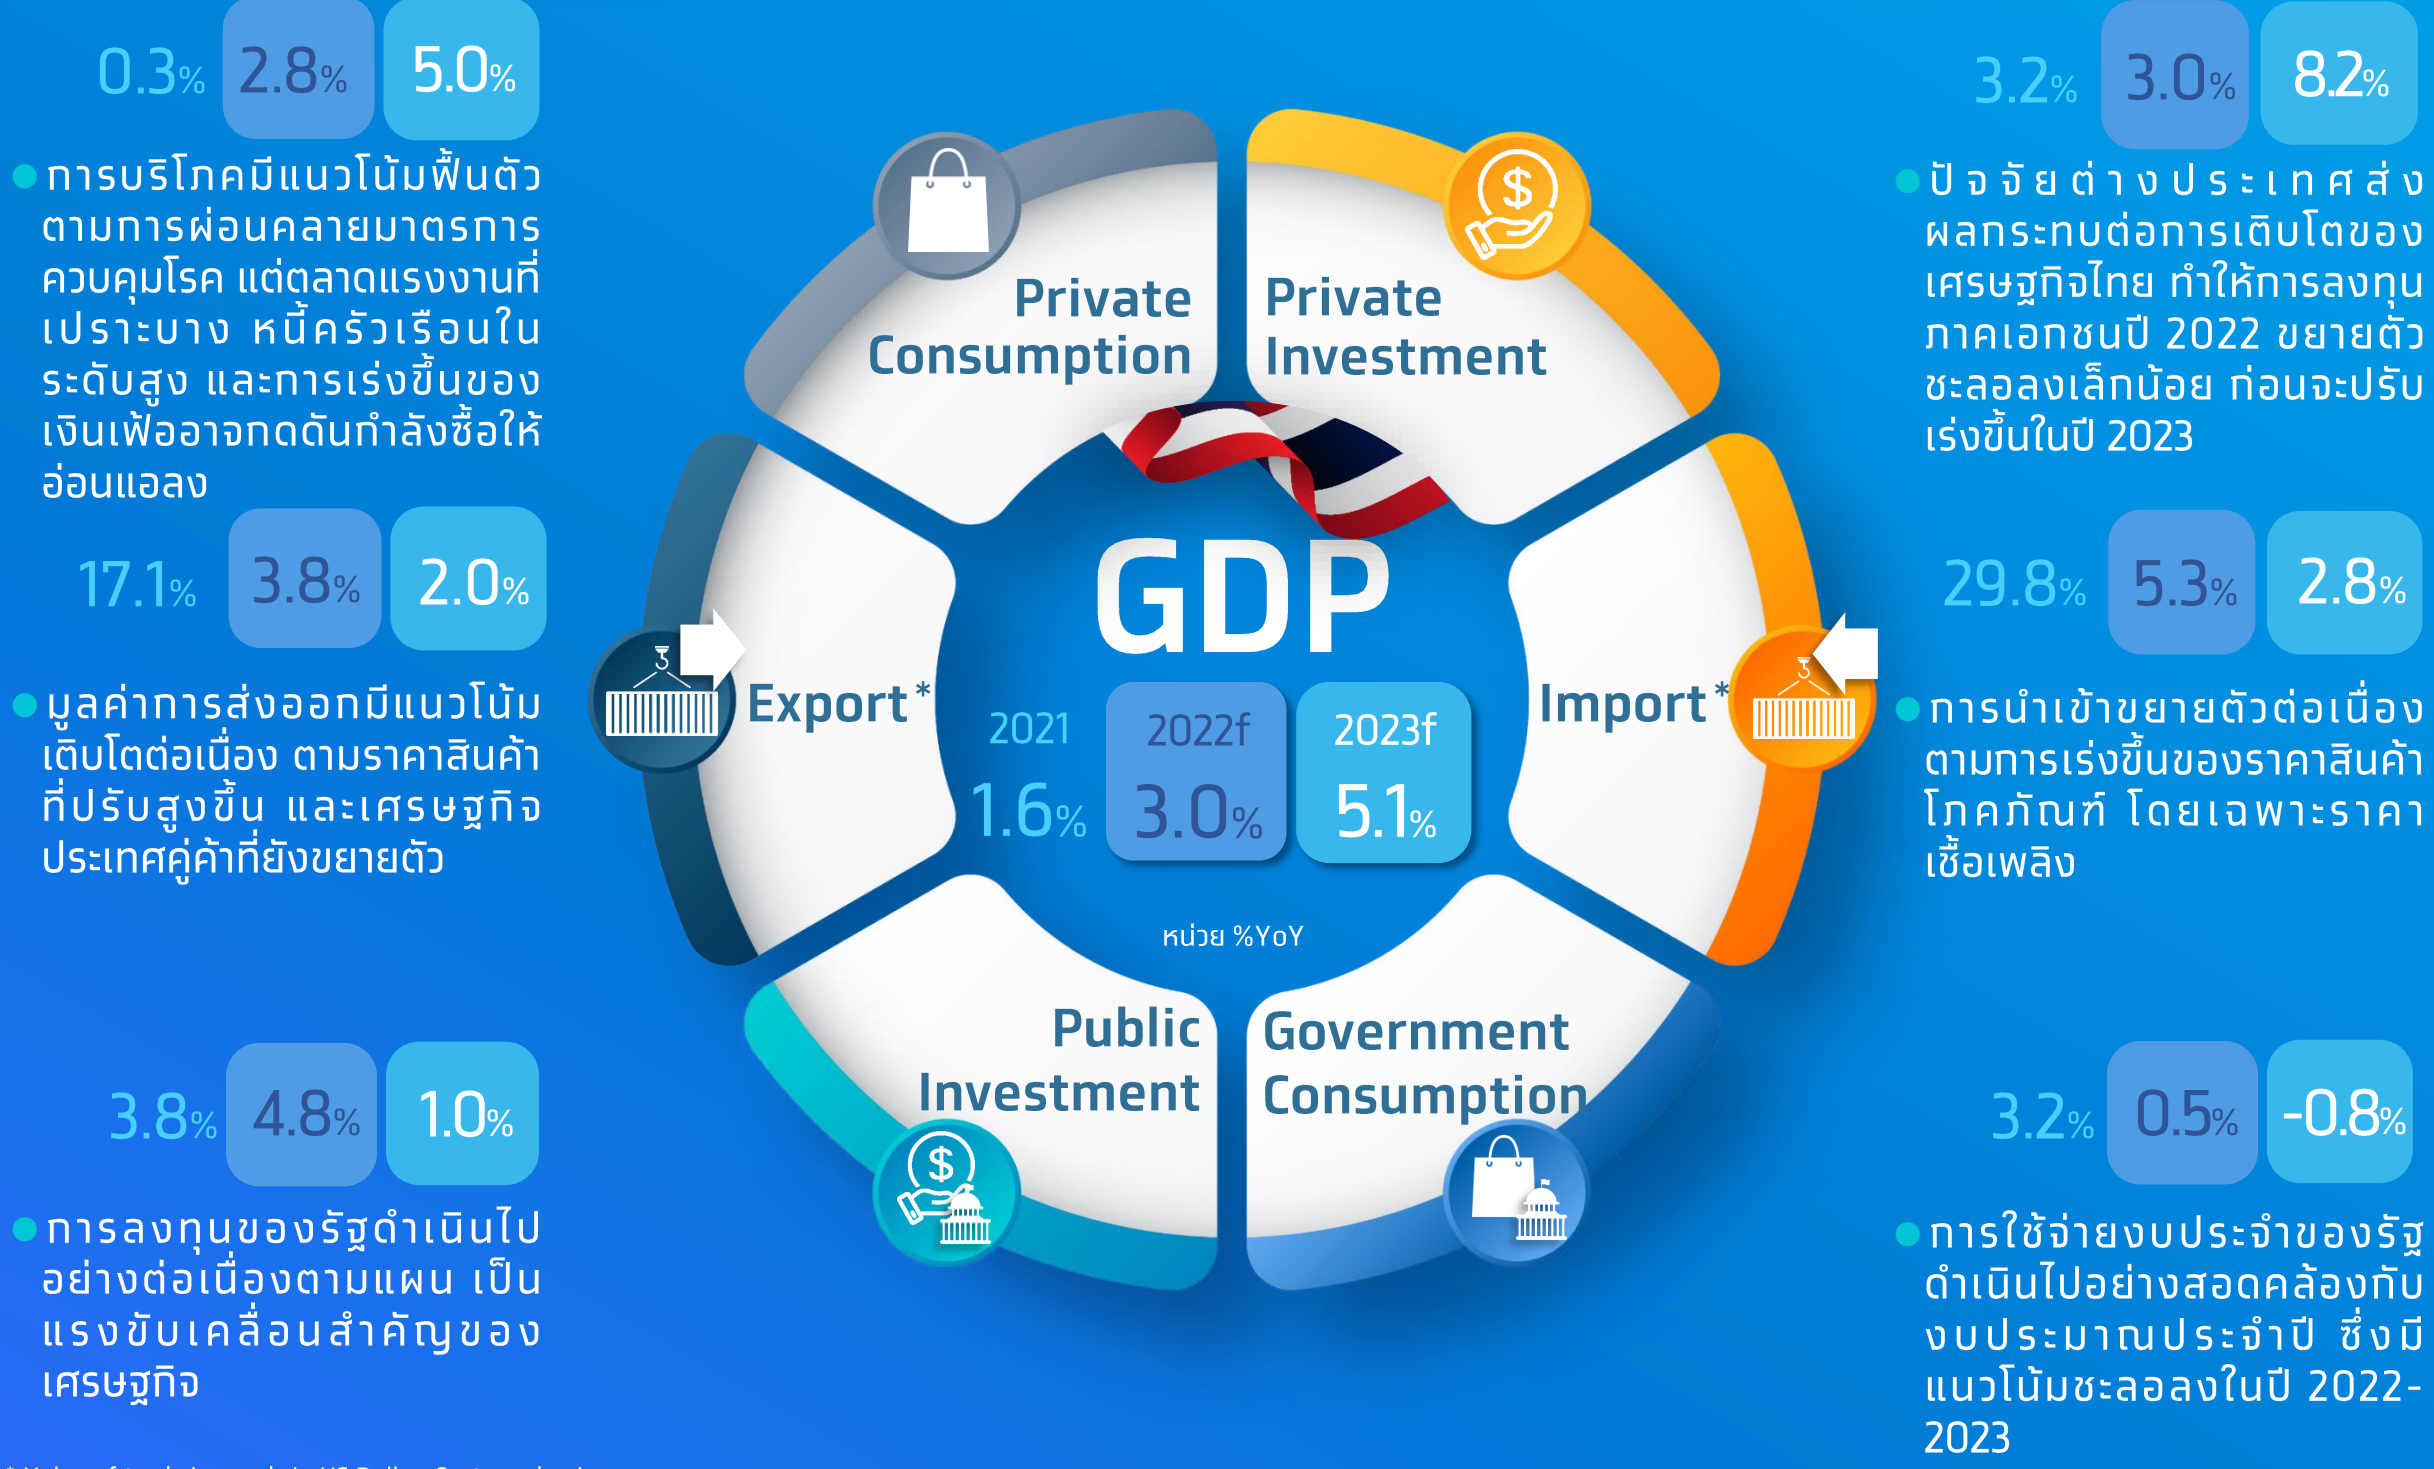 0.3% 2.8% 5.0%
การบริโภคมีแนวโน้มฟื้นตัว
ตามการผ่อนคลายมาตรการ
ควบคุมโรค แต่ตลาดแรงงานที่
เปราะบาง หนี้ครัวเรือนใน
ระดับสูง และการเร่งขึ้นของ
เงินเฟ้ออาจกดดันกำลังซื้อให้
อ่อนแอลง
17.1% 3.8% 2.0%
มูลค่าการส่งออกมีแนวโน้ม
เติบโตต่อเนื่อง ตามราคาสินค้า
ที่ปรับสูงขึ้น และเศรษฐกิจ
ประเทศคู่ค้าที่ยังขยายตัว
3.8% 4.8% 1.0%
การลงทุนของรัฐดำเนินไป
อย่างต่อเนื่องตามแผน เป็น
แรงขับเคลื่อนสำคัญของ
เศรษฐกิจ
Private
Consumption
Private
Investment
Export*
GDP
2021 2022f 2023f
1.6% 3.0% 5.1%
หน่วย %YoY
Import*
Public
Investment
Government
Consumption
3.2% 3.0% 8.2%
ปัจจัยต่างประเทศส่ง
ผลกระทบต่อการเติบโตของ
เศรษฐกิจไทย ทำให้การลงทุน
ภาคเอกชนปี 2022 ขยายตัว
ชะลอลงเล็กน้อย ก่อนจะปรับ
เร่งขึ้นในปี 2023
29.8% 5.3% 2.8%
การนำเข้าขยายตัวต่อเนื่อง
ตามการเร่งขึ้นของราคาสินค้า
โภคภัณฑ์ โดยเฉพาะราคา
เชื้อเพลิง
3.2% 0.5% -0.8%
การใช้จ่ายงบประจำของรัฐ
ดำเนินไปอย่างสอดคล้องกับ
งบประมาณประจำปี ซึ่งมี
แนวโน้มชะลอลงในปี 2022-
2023